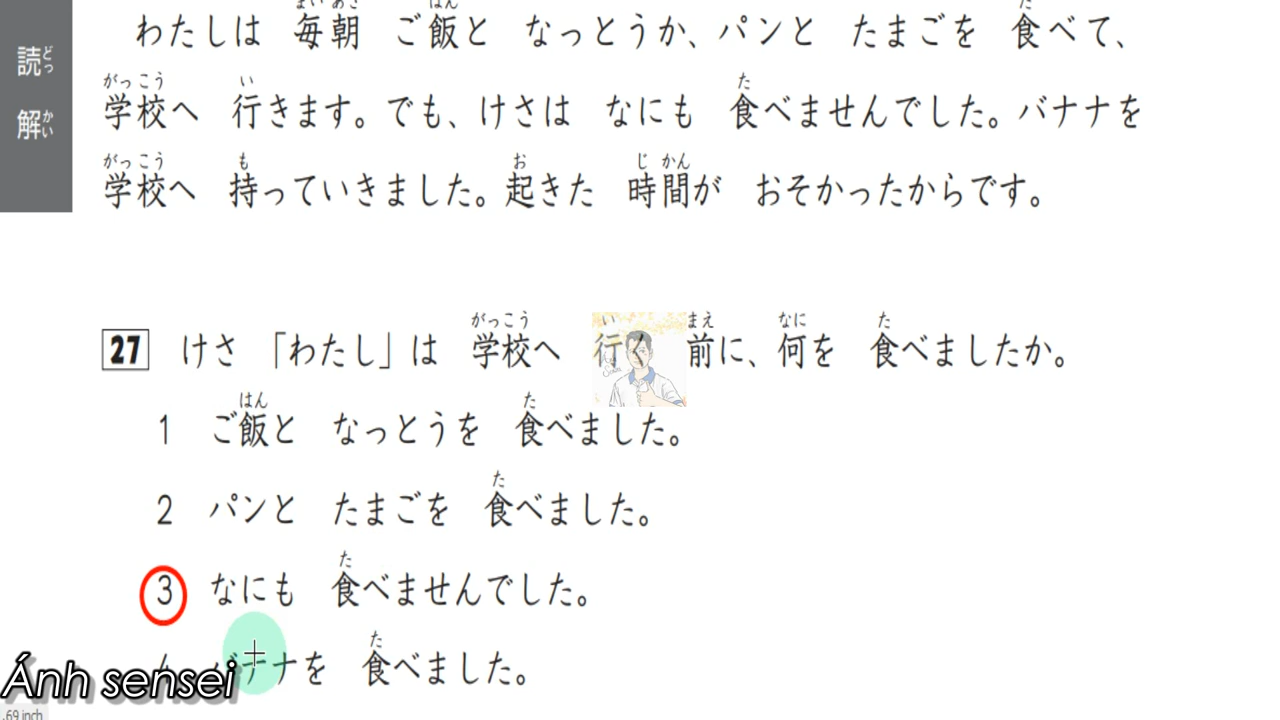 読解
わたしは 毎朝 ご飯と なっとうか、パンと たまごを 食べて、
学校へ 行きます。でも、けさは なにも 食べませんでした。バナナを
学校へ 持っていきました。起きた 時間が おそかったからです。
27 けさ 「わたし」は 学校へ 行く 前に、何を 食べましたか。
1 ご飯と なっとうを 食べました。
2 パンと たまごを 食べました。
3 なにも 食べませんでした。
4 バナナを 食べました。
Ánh sensei
.69 inch